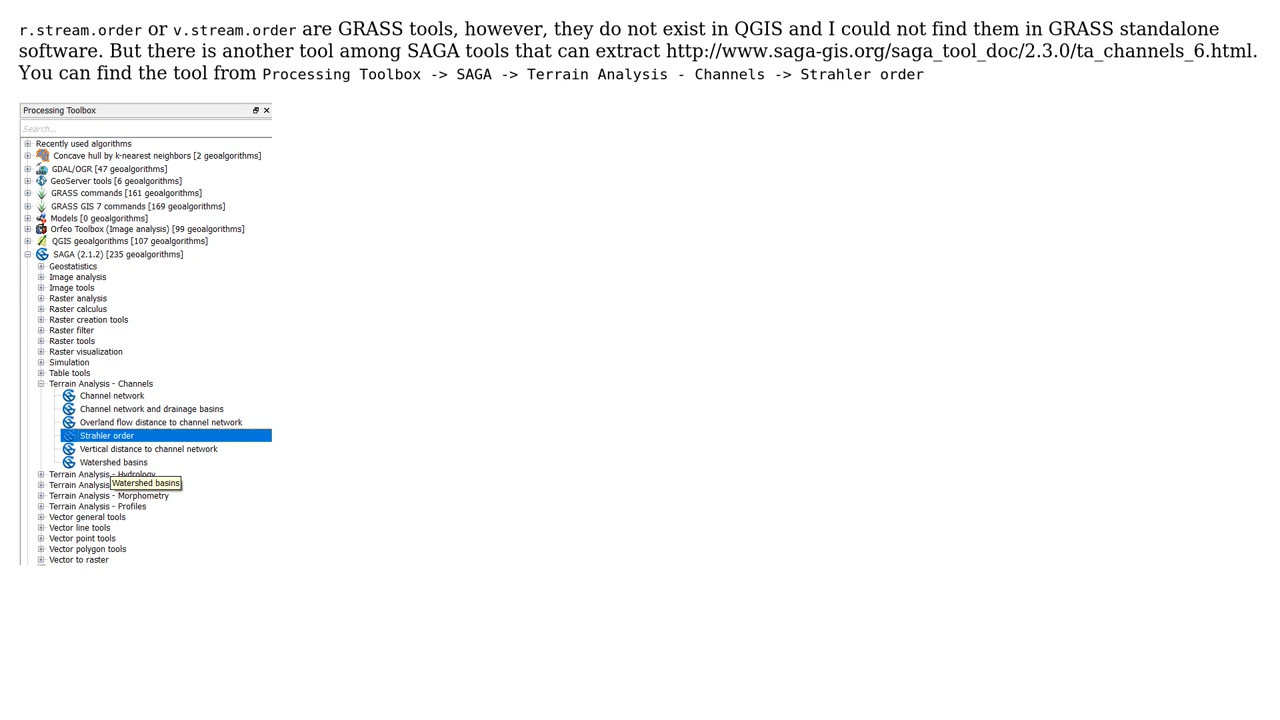 r.stream.order or v.stream.order are GRASS tools, however, they do not exist in QGIS and I could not find them in GRASS standalone
software. But there is another tool among SAGA tools that can extract http://www.saga-gis.org/saga_tool_doc/2.3.0/ta_channels_6.html.
You can find the tool from Processing Toolbox -> SAGA -> Terrain Analysis - Channels -> Strahler order
Processing Toolbox
Search...
Recently used algorithms
Concave hull by k-nearest neighbors [2 geoalgorithms]
GDAL/OGR [47 geoalgorithms]
GeoServer tools [6 geoalgorithms]
GRASS commands [161 geoalgorithms]
GRASS GIS 7 commands [169 geoalgorithms]
Models [0 geoalgorithms]
Orfeo Toolbox (Image analysis) [99 geoalgorithms]
QGIS geoalgorithms [107 geoalgorithms]
SAGA (2.1.2) [235 geoalgorithms]
Geostatistics
Image analysis
Image tools
Raster analysis
Raster calculus
Raster creation tools
Raster filter
Raster tools
Raster visualization
Simulation
Table tools
Terrain Analysis - Channels
Channel network
Channel network and drainage basins
Overland flow distance to channel network
Strahler order
Vertical distance to channel network
Watershed basins
Terrain Analysis - Hydrology
Terrain Analysis
Watershed basins
Terrain Analysis - Morphometry
Terrain Analysis - Profiles
Vector general tools
Vector line tools
Vector point tools
Vector polygon tools
Vector to raster